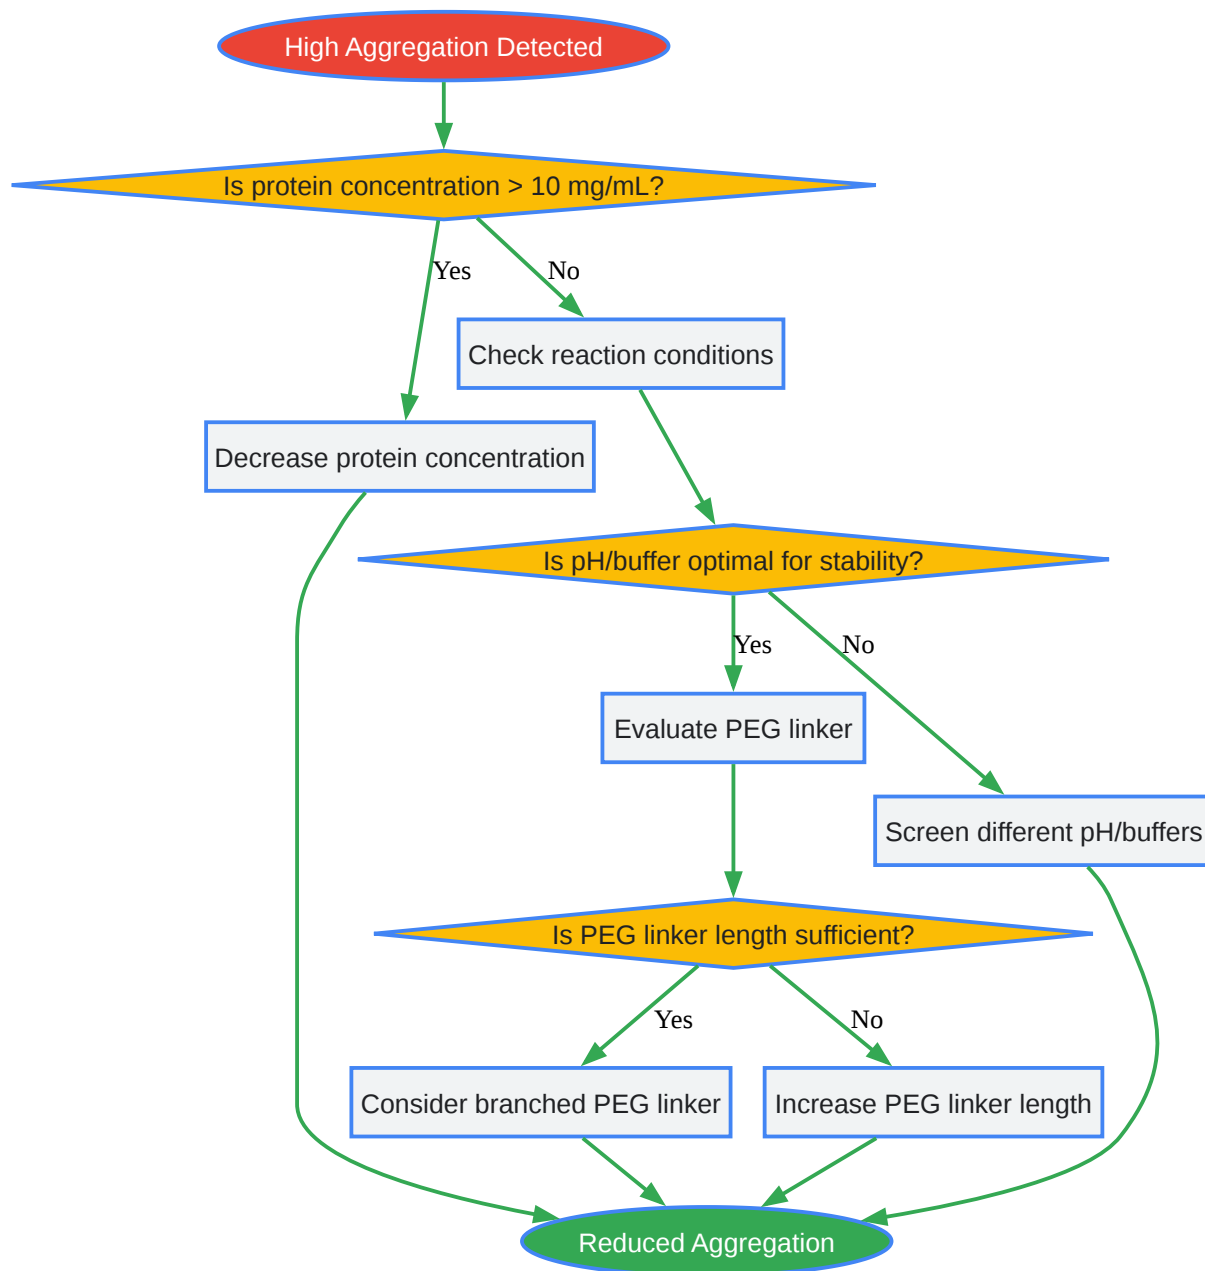 High Aggregation Detected
Is protein concentration > 10 mg/mL?
Yes
No
Check reaction conditions
Decrease protein concentration
Is pH/buffer optimal for stability?
Yes
No
Evaluate PEG linker
Screen different pH/buffers
Is PEG linker length sufficient?
Yes
No
Consider branched PEG linker
Increase PEG linker length
Reduced Aggregation